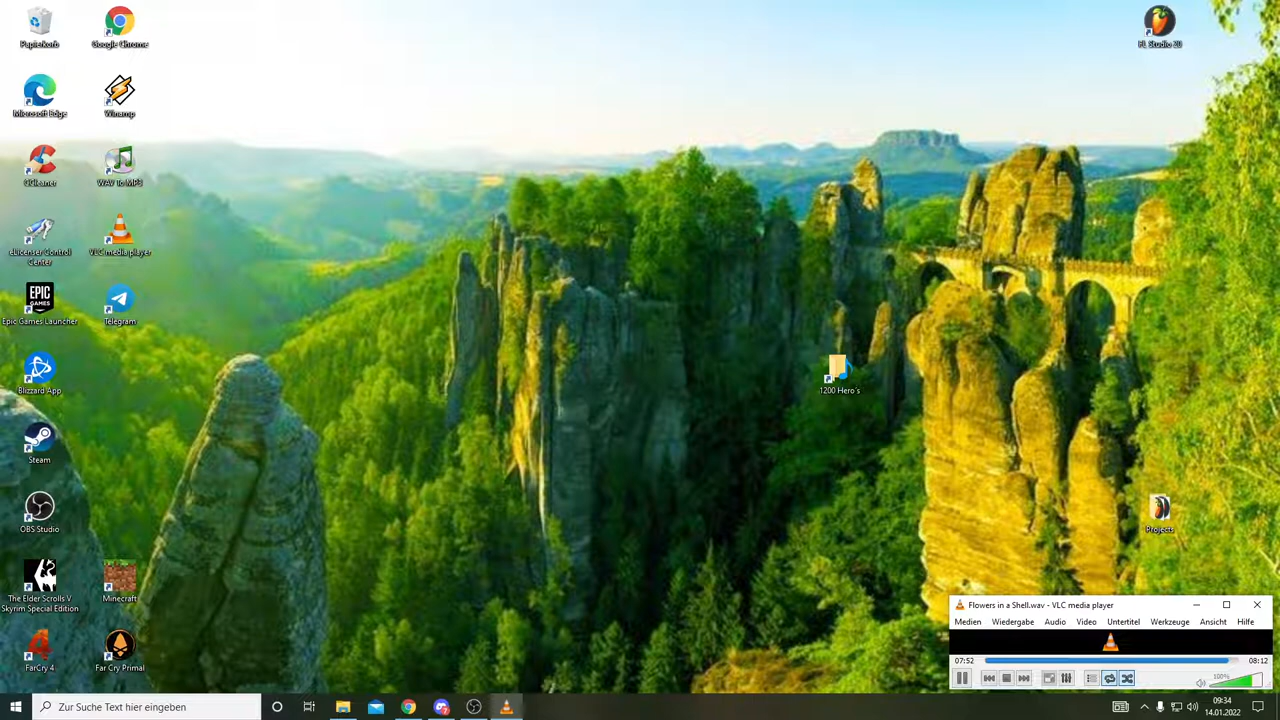 Papierkorb
Google Chrome
FL Studio 20
Microsoft Edge
Winamp
CCleaner
WAV To MP3
eLicenser Control
Center
VLC media player
EPIC
GAMES
Epic Games Launcher
Telegram
Blizzard App
1200 Hero's
Steam
OBS Studio
Projects
The Elder Scrolls V
Skyrim Special Edition
Minecraft
FarCry 4
Far Cry Primal
Flowers in a Shell.wav - VLC media player
Medien Wiedergabe Audio Video Untertitel Werkzeuge Ansicht Hilfe
07:52 08:12
100%
Zur Suche Text hier eingeben
09:34
14.01.2022